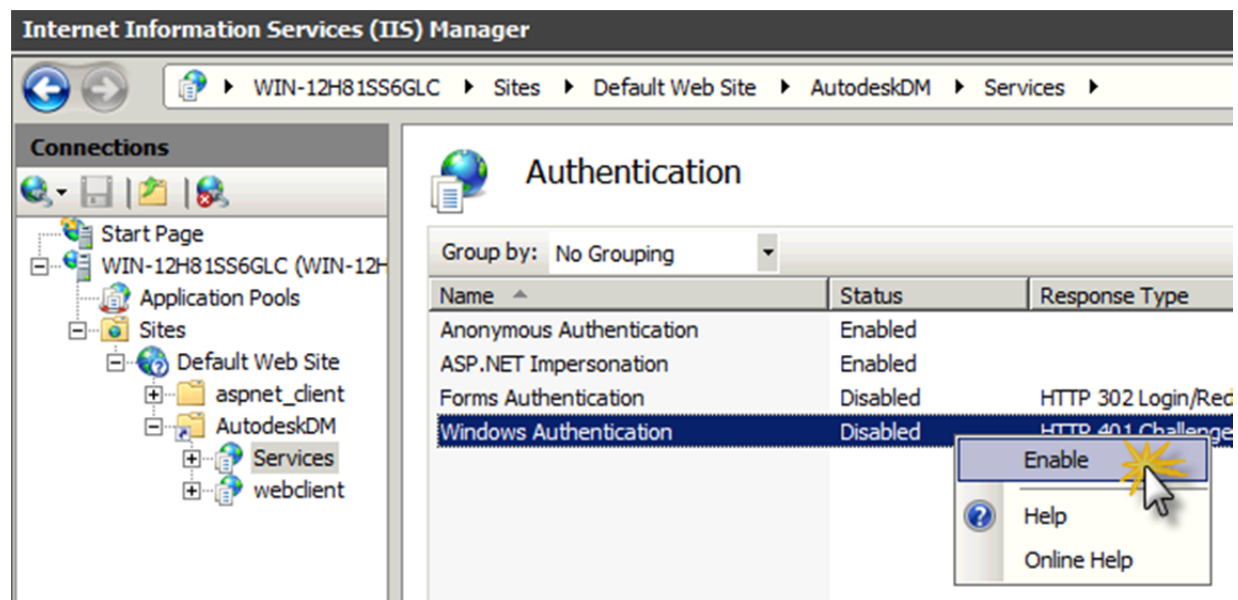 Internet Information Services (IIS) Manager
WIN-12H81SS6GLC Sites Default Web Site AutodeskDM Services
Connections
Start Page
WIN-12H81SS6GLC (WIN-12H
Application Pools
Sites
Default Web Site
aspnet_client
AutodeskDM
Services
webclient
Authentication
Group by: No Grouping
Name Status Response Type
Anonymous Authentication Enabled
ASP.NET Impersonation Enabled
Forms Authentication Disabled HTTP 302 Login/Red
Windows Authentication Disabled HTTP 401 Challenge
Enable
Help
Online Help